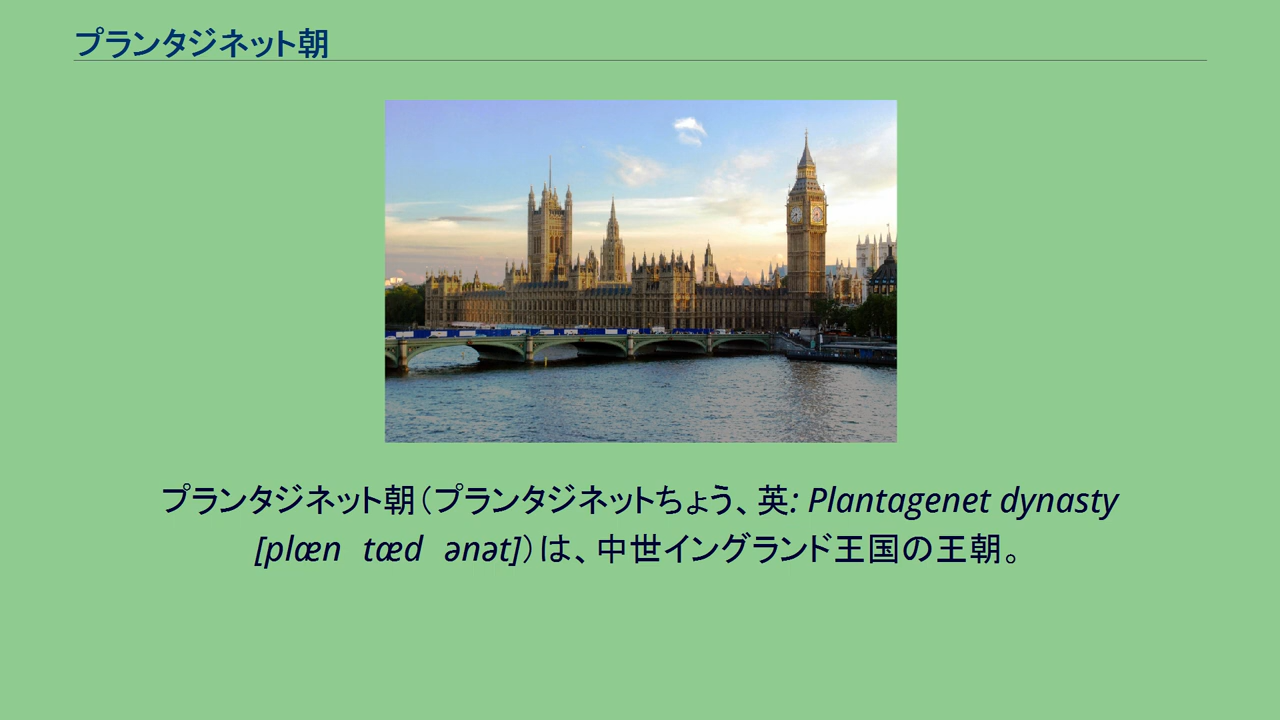 プランタジネット朝
プランタジネット朝（プランタジネットちょう、英: Plantagenet dynasty
[plæn tæd ənət]）は、中世イングランド王国の王朝。